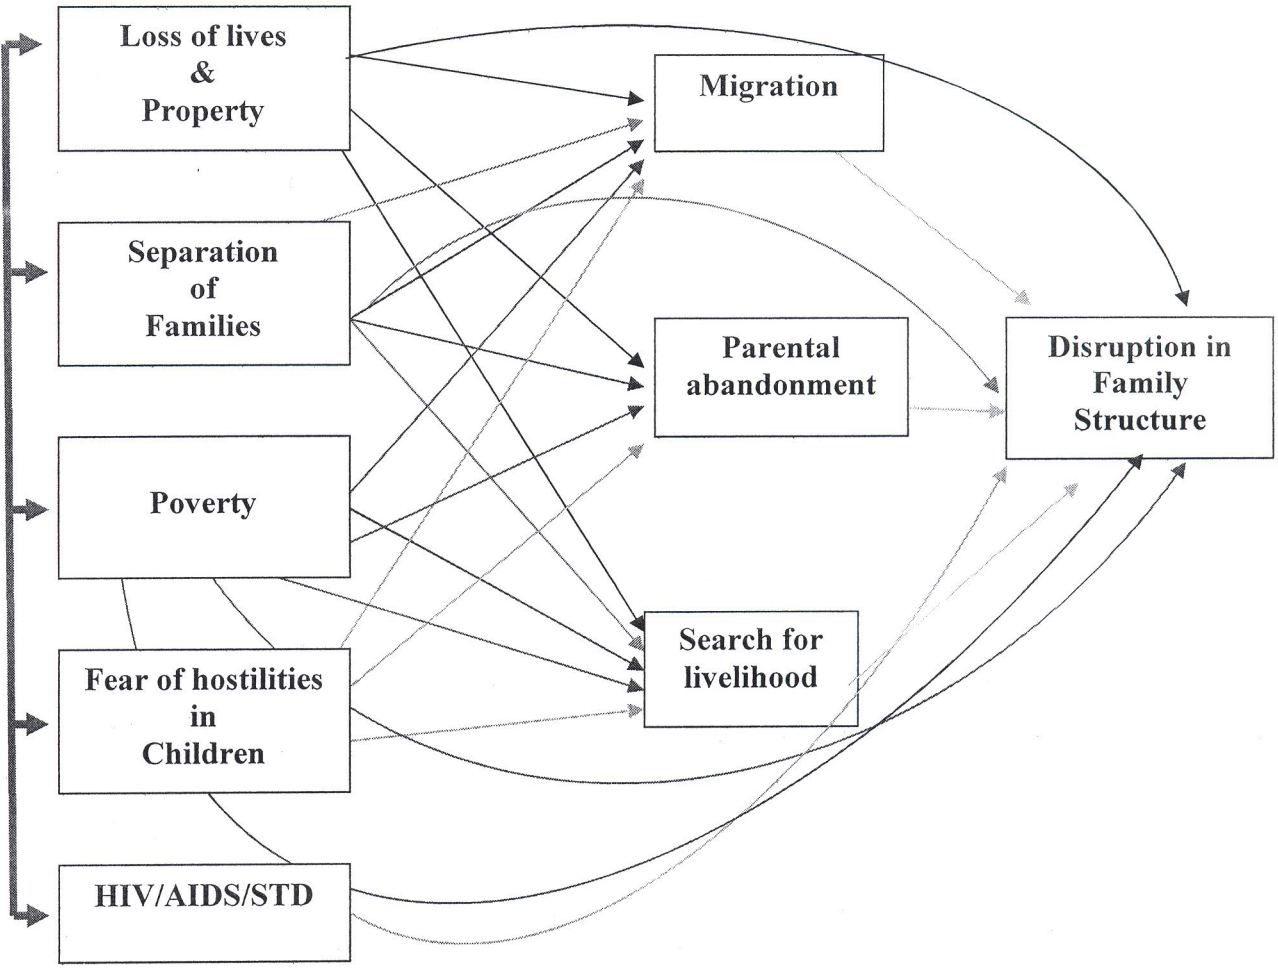 Loss of lives
&
Property
Migration
Separation
of
Families
Parental
abandonment
Disruption in
Family
Structure
Poverty
Search for
livelihood
Fear of hostilities
in
Children
HIV/AIDS/STD